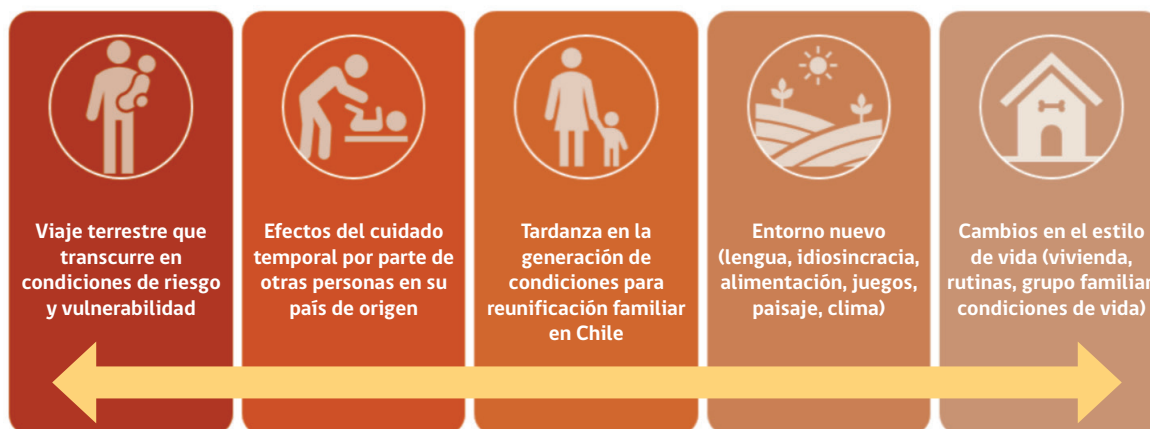 Viaje terrestre que
transcurre en
condiciones de riesgo
y vulnerabilidad
Efectos del cuidado
temporal por parte de
otras personas en su
país de origen
Tardanza en la
generación de
condiciones para
reunificación familiar
en Chile
Entorno nuevo
(lengua, idiosincracia,
alimentación, juegos,
paisaje, clima)
Cambios en el estilo
de vida (vivienda,
rutinas, grupo familiar
condiciones de vida)